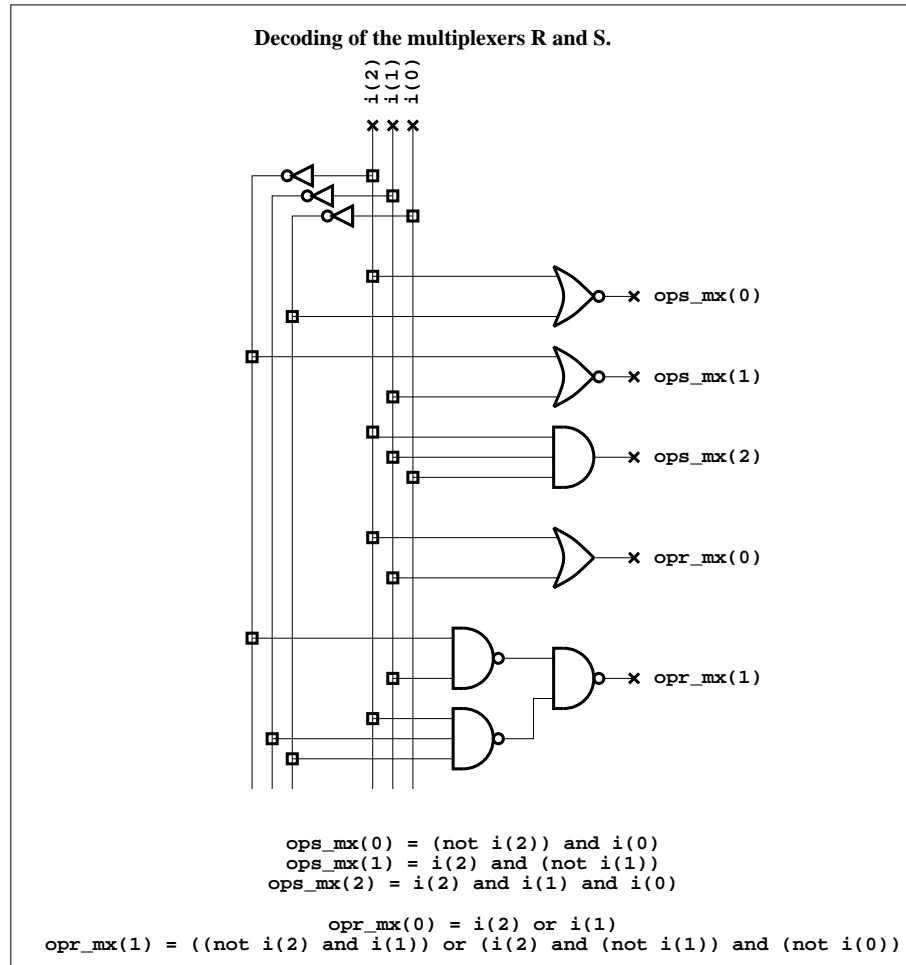 Decoding of the multiplexers R and S.
i(2)
i(1)
i(0)
ops_mx(0)
ops_mx(1)
ops_mx(2)
opr_mx(0)
opr_mx(1)
ops_mx(0) = (not i(2)) and i(0)
ops_mx(1) = i(2) and (not i(1))
ops_mx(2) = i(2) and i(1) and i(0)
opr_mx(0) = i(2) or i(1)
opr_mx(1) = ((not i(2) and i(1)) or (i(2) and (not i(1)) and (not i(0))